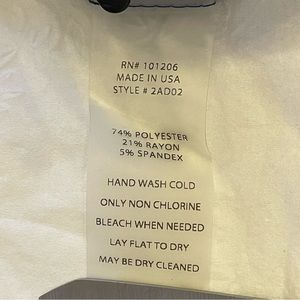 RN# 101206
MADE IN USA
STYLE # 2AD02
74% POLYESTER
21% RAYON
5% SPANDEX
HAND WASH COLD
ONLY NON CHLORINE
BLEACH WHEN NEEDED
LAY FLAT TO DRY
MAY BE DRY CLEANED